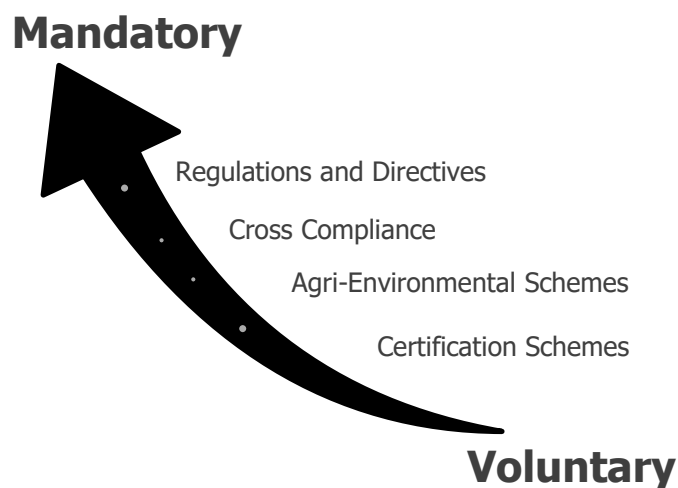 Mandatory
Regulations and Directives
Cross Compliance
Agri-Environmental Schemes
Certification Schemes
Voluntary